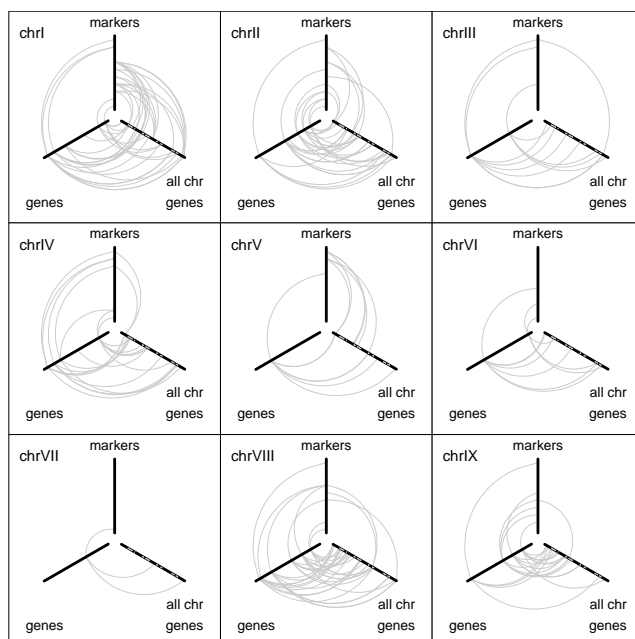 markers
chrI
all chr
genes
genes
markers
chrII
all chr
genes
genes
markers
chrIII
all chr
genes
genes
markers
chrIV
all chr
genes
genes
markers
chrV
all chr
genes
genes
markers
chrVI
all chr
genes
genes
markers
chrVII
all chr
genes
genes
markers
chrVIII
all chr
genes
genes
markers
chrIX
all chr
genes
genes